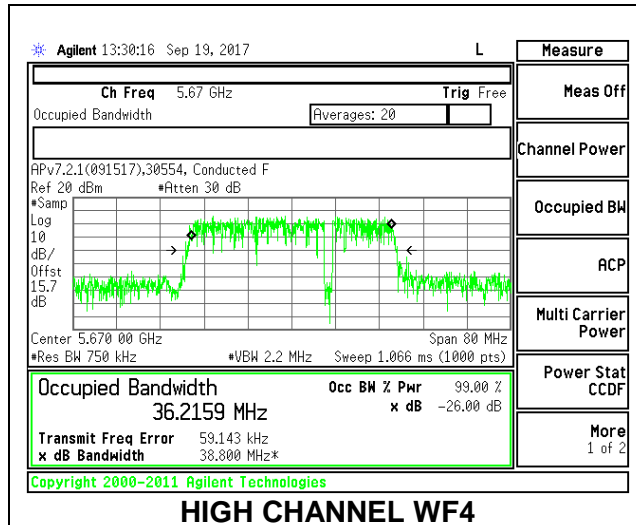 Agilent 13:30:16 Sep 19, 2017 L
Measure
Ch Freq 5.67 GHz Trig Free
Occupied Bandwidth Averages: 20
APv7.2.1(091517),30554, Conducted F
Ref 20 dBm #Atten 30 dB
#Samp
Log
10
dB/
Offst
15.7
dB
Center 5.670 00 GHz Span 80 MHz
#Res BW 750 kHz #VBW 2.2 MHz Sweep 1.066 ms (1000 pts)
Occupied Bandwidth
36.2159 MHz
Occ BW % Pwr 99.00 %
x dB -26.00 dB
Transmit Freq Error 59.143 kHz
x dB Bandwidth 38.800 MHz*
Copyright 2000-2011 Agilent Technologies
Meas Off
Channel Power
Occupied BW
ACP
Multi Carrier
Power
Power Stat
CCDF
More
1 of 2
HIGH CHANNEL WF4